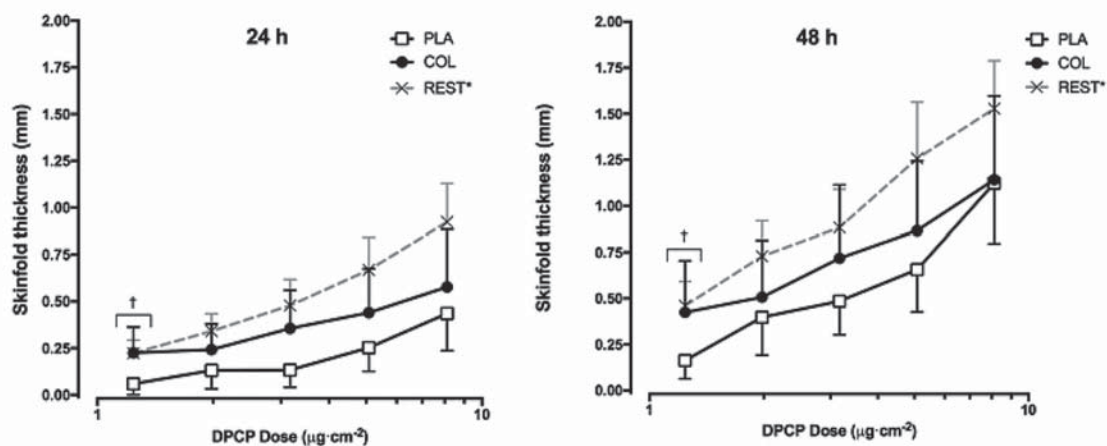 24 h
PLA
COL
REST*
Skinfold thickness (mm)
2.00
1.75
1.50
1.25
1.00
0.75
0.50
0.25
0.00
†
1
10
DPCP Dose (μg·cm⁻²)
48 h
PLA
COL
REST*
Skinfold thickness (mm)
2.00
1.75
1.50
1.25
1.00
0.75
0.50
0.25
0.00
†
1
10
DPCP Dose (μg·cm⁻²)